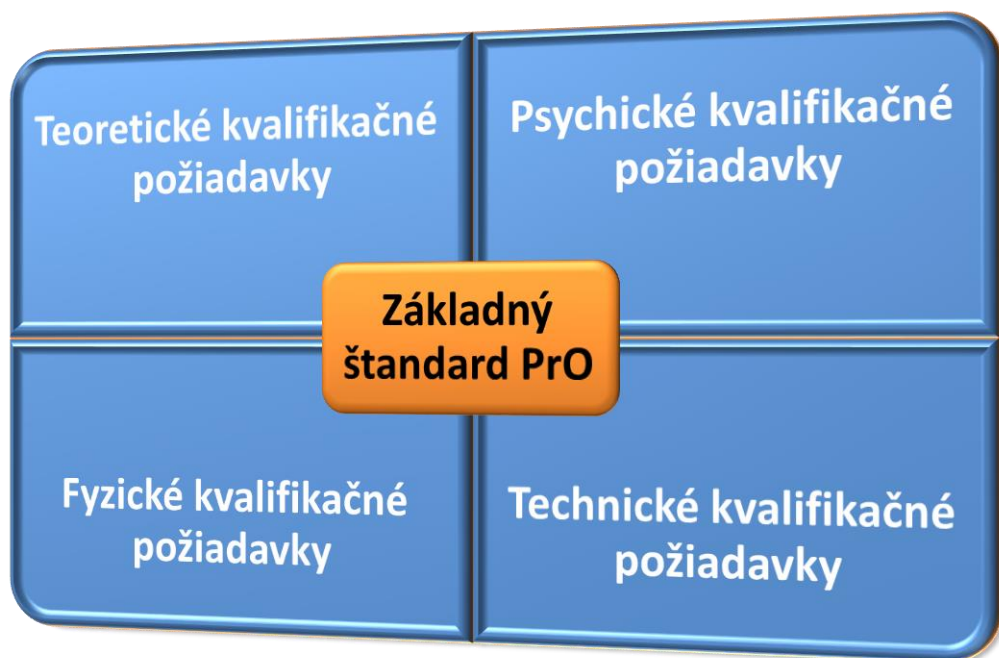 Teoretické kvalifikačné
požiadavky
Psychické kvalifikačné
požiadavky
Základný
štandard PrO
Fyzické kvalifikačné
požiadavky
Technické kvalifikačné
požiadavky